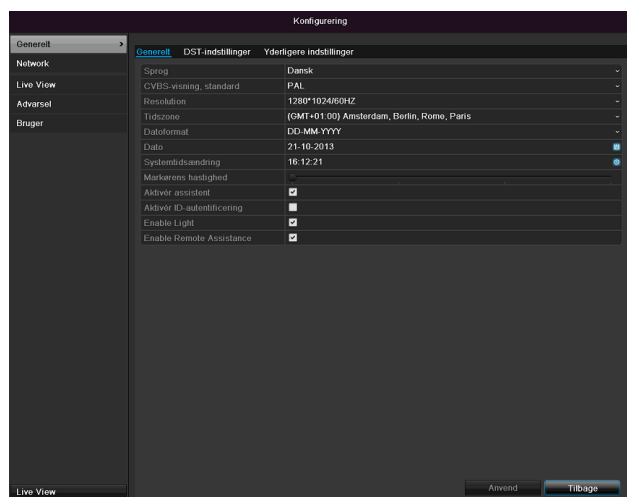 Konfigurering
Generelt >
Network
Live View
Advarsel
Bruger
Generelt DST-indstillinger Yderligere indstillinger
Sprog Dansk
CVBS-visning, standard PAL
Resolution 1280*1024/60HZ
Tidszone (GMT+01:00) Amsterdam, Berlin, Rome, Paris
Datoformat DD-MM-YYYY
Dato 21-10-2013
Systemtidsændring 16:12:21
Markørens hastighed
Aktivér assistent
Aktivér ID-autentificering
Enable Light
Enable Remote Assistance
Live View
Anvend Tilbage